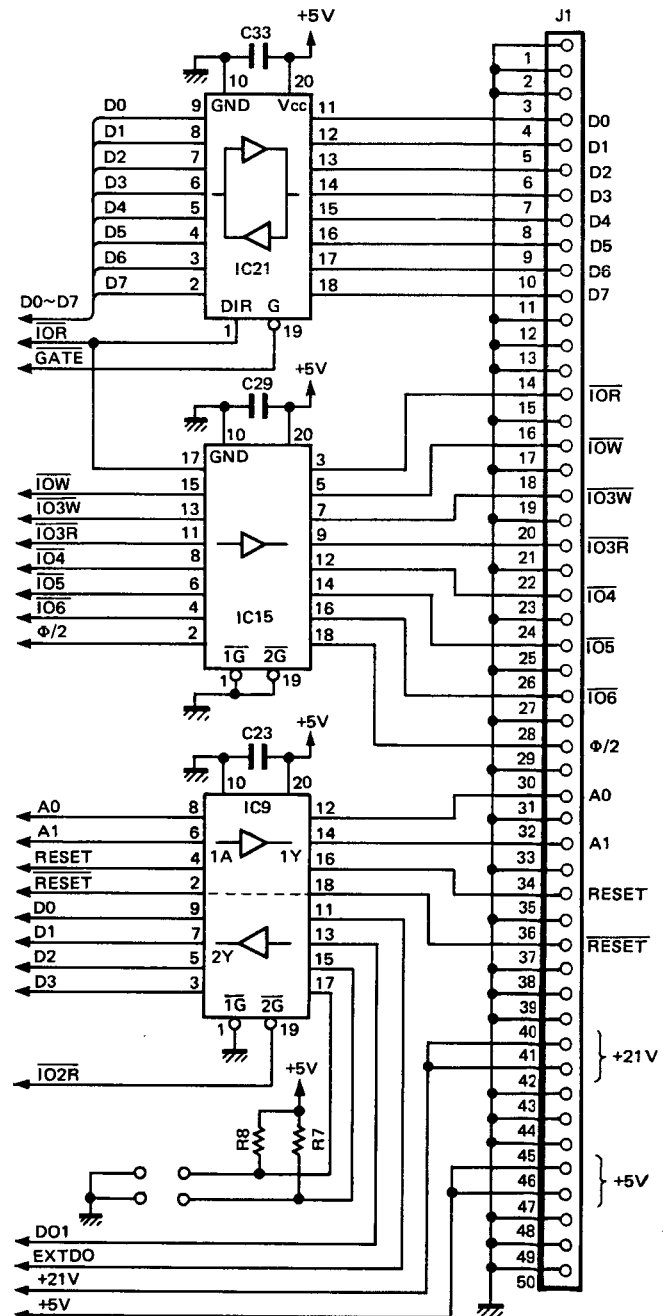 J1
C33 +5V
10 20
D0 9 GND Vcc 11
D1 8 12
D2 7 13
D3 6 14
D4 5 15
D5 4 16
D6 3 IC21 17
D7 2 18
DIR G
D0~D7 1 19
IOR
GATE
+5V
C29
10 20
17 GND 3
IOW 15 5
IO3W 13 7
IO3R 11 9
IO4 8 12
IO5 6 14
IO6 4 IC15 16
Φ/2 2 18
1G 2G
1 19
+5V
C23
10 20
IC9
A0 8 12
A1 6 1A 1Y 14
RESET 4 16
RESET 2 18
D0 9 11
D1 7 2Y 13
D2 5 15
D3 3 17
1G 2G
1 19
IO2R
+5V
R8 R7
DO1
EXTDO
+21V
+5V
1
2
3
D0
4
D1
5
D2
6
D3
7
D4
8
D5
9
D6
10
D7
11
12
13
14
IOR
15
16
IOW
17
18
IO3W
19
20
IO3R
21
22
IO4
23
24
IO5
25
26
IO6
27
28
Φ/2
29
30
A0
31
32
A1
33
34
RESET
35
36
RESET
37
38
39
40
41
+21V
42
43
44
45
46
+5V
47
48
49
50